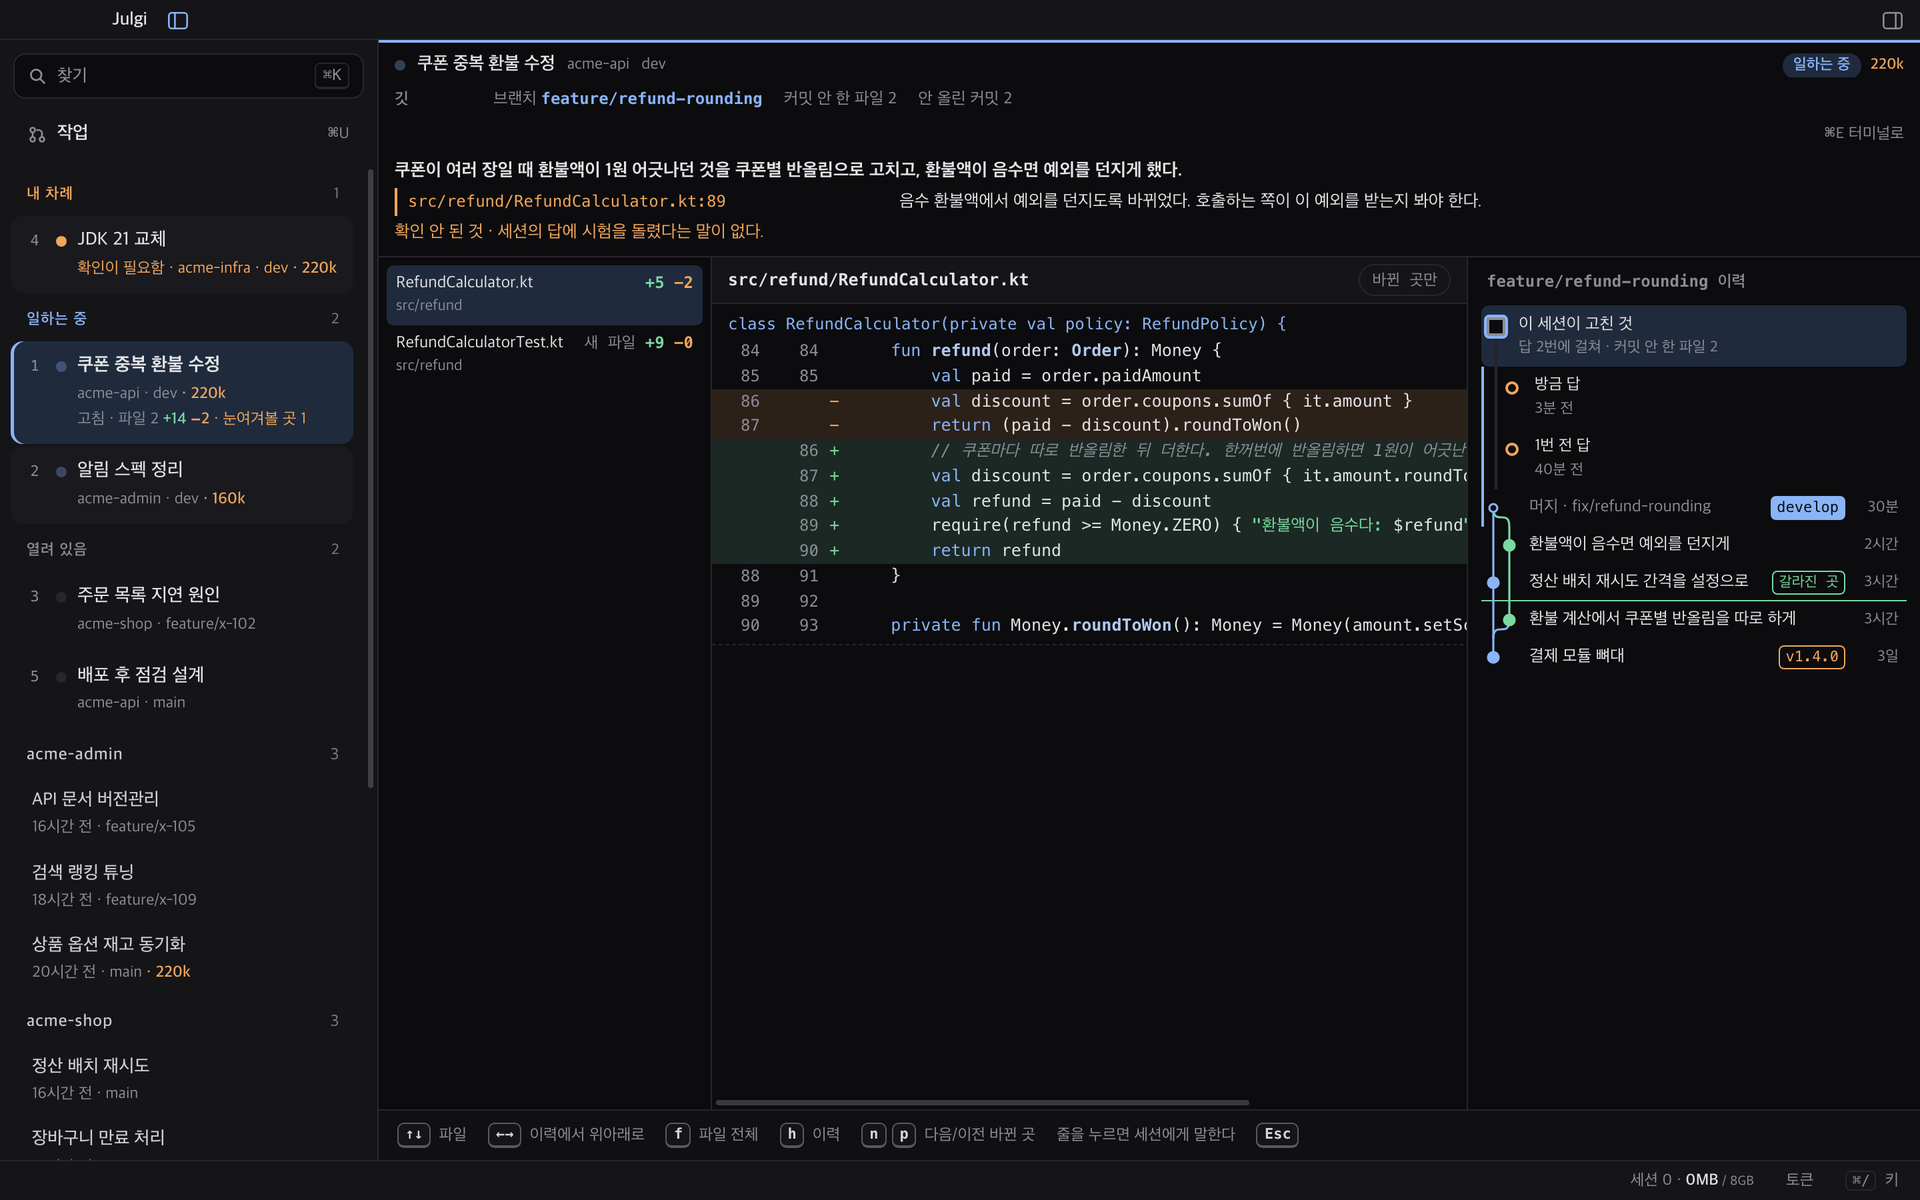 Julgi
찾기 ⌘K
작업 ⌘U
내 차례 1
4 JDK 21 교체
확인이 필요함 · acme-infra · dev · 220k
일하는 중 2
1 쿠폰 중복 환불 수정
acme-api · dev · 220k
고침 · 파일 2 +14 −2 · 눈여겨볼 곳 1
2 알림 스펙 정리
acme-admin · dev · 160k
열려 있음 2
3 주문 목록 지연 원인
acme-shop · feature/x-102
5 배포 후 점검 설계
acme-api · main
acme-admin 3
API 문서 버전관리
16시간 전 · feature/x-105
검색 랭킹 튜닝
18시간 전 · feature/x-109
상품 옵션 재고 동기화
20시간 전 · main · 220k
acme-shop 3
정산 배치 재시도
16시간 전 · main
장바구니 만료 처리
쿠폰 중복 환불 수정 acme-api dev 일하는 중 220k
깃 브랜치 feature/refund-rounding 커밋 안 한 파일 2 안 올린 커밋 2
⌘E 터미널로
쿠폰이 여러 장일 때 환불액이 1원 어긋나던 것을 쿠폰별 반올림으로 고치고, 환불액이 음수면 예외를 던지게 했다.
src/refund/RefundCalculator.kt:89 음수 환불액에서 예외를 던지도록 바뀌었다. 호출하는 쪽이 이 예외를 받는지 봐야 한다.
확인 안 된 것 · 세션의 답에 시험을 돌렸다는 말이 없다.
RefundCalculator.kt +5 −2
src/refund
RefundCalculatorTest.kt 새 파일 +9 −0
src/refund
src/refund/RefundCalculator.kt 바뀐 곳만
class RefundCalculator(private val policy: RefundPolicy) {
84 84 fun refund(order: Order): Money {
85 85 val paid = order.paidAmount
86 − val discount = order.coupons.sumOf { it.amount }
87 − return (paid − discount).roundToWon()
86 + // 쿠폰마다 따로 반올림한 뒤 더한다. 한꺼번에 반올림하면 1원이 어긋난
87 + val discount = order.coupons.sumOf { it.amount.roundTo
88 + val refund = paid − discount
89 + require(refund >= Money.ZERO) { "환불액이 음수다: $refund"
90 + return refund
88 91 }
89 92
90 93 private fun Money.roundToWon(): Money = Money(amount.setSc
feature/refund-rounding 이력
이 세션이 고친 것
답 2번에 걸쳐 · 커밋 안 한 파일 2
방금 답
3분 전
1번 전 답
40분 전
머지 · fix/refund-rounding develop 30분
환불액이 음수면 예외를 던지게 2시간
정산 배치 재시도 간격을 설정으로 갈라진 곳 3시간
환불 계산에서 쿠폰별 반올림을 따로 하게 3시간
결제 모듈 뼈대 v1.4.0 3일
↑↓ 파일 ←→ 이력에서 위아래로 f 파일 전체 h 이력 n p 다음/이전 바뀐 곳 줄을 누르면 세션에게 말한다 Esc
세션 0 · 0MB / 8GB 토큰 ⌘/ 키